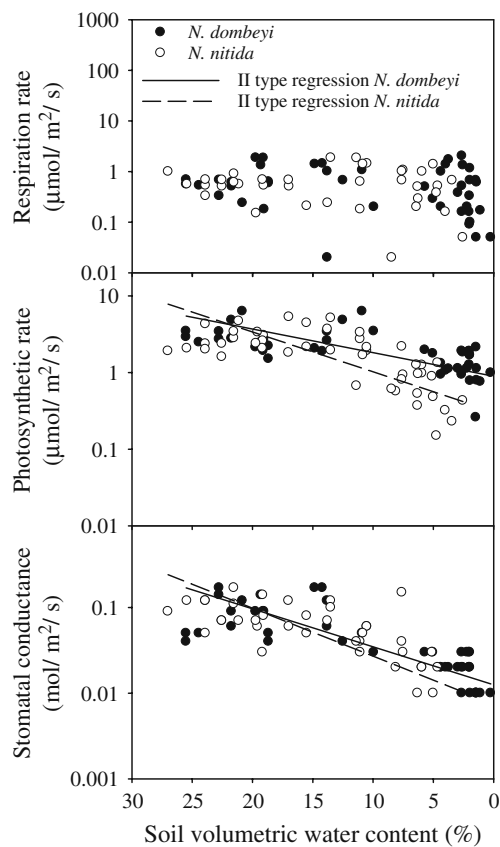 1000
N. dombeyi
N. nitida
100
II type regression N. dombeyi
II type regression N. nitida
10
1
0.1
0.01
Respiration rate
(µmol/ m²/ s)
10
1
0.1
0.01
Photosynthetic rate
(µmol/ m²/ s)
0.1
0.01
0.001
Stomatal conductance
(mol/ m²/ s)
30 25 20 15 10 5 0
Soil volumetric water content (%)